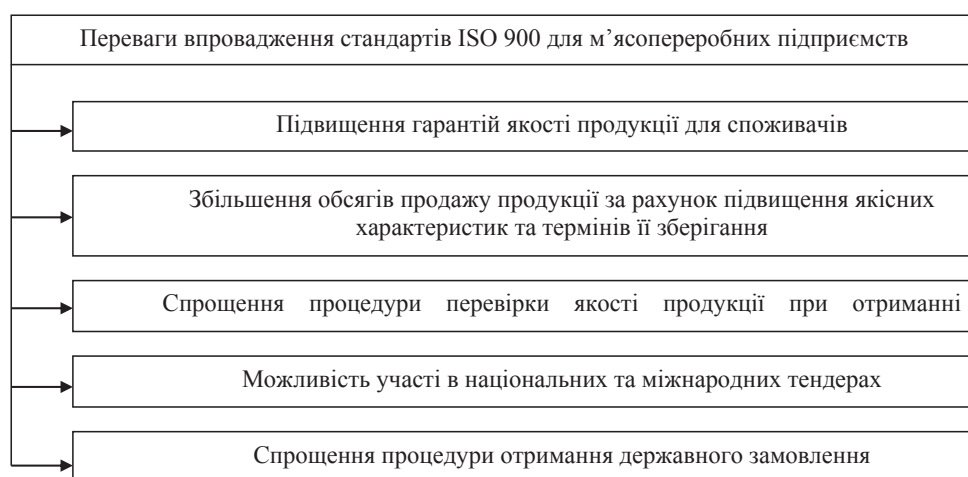 Переваги впровадження стандартів ISO 900 для м’ясопереробних підприємств
Підвищення гарантій якості продукції для споживачів
Збільшення обсягів продажу продукції за рахунок підвищення якісних
характеристик та термінів її зберігання
Спрощення процедури перевірки якості продукції при отриманні
Можливість участі в національних та міжнародних тендерах
Спрощення процедури отримання державного замовлення